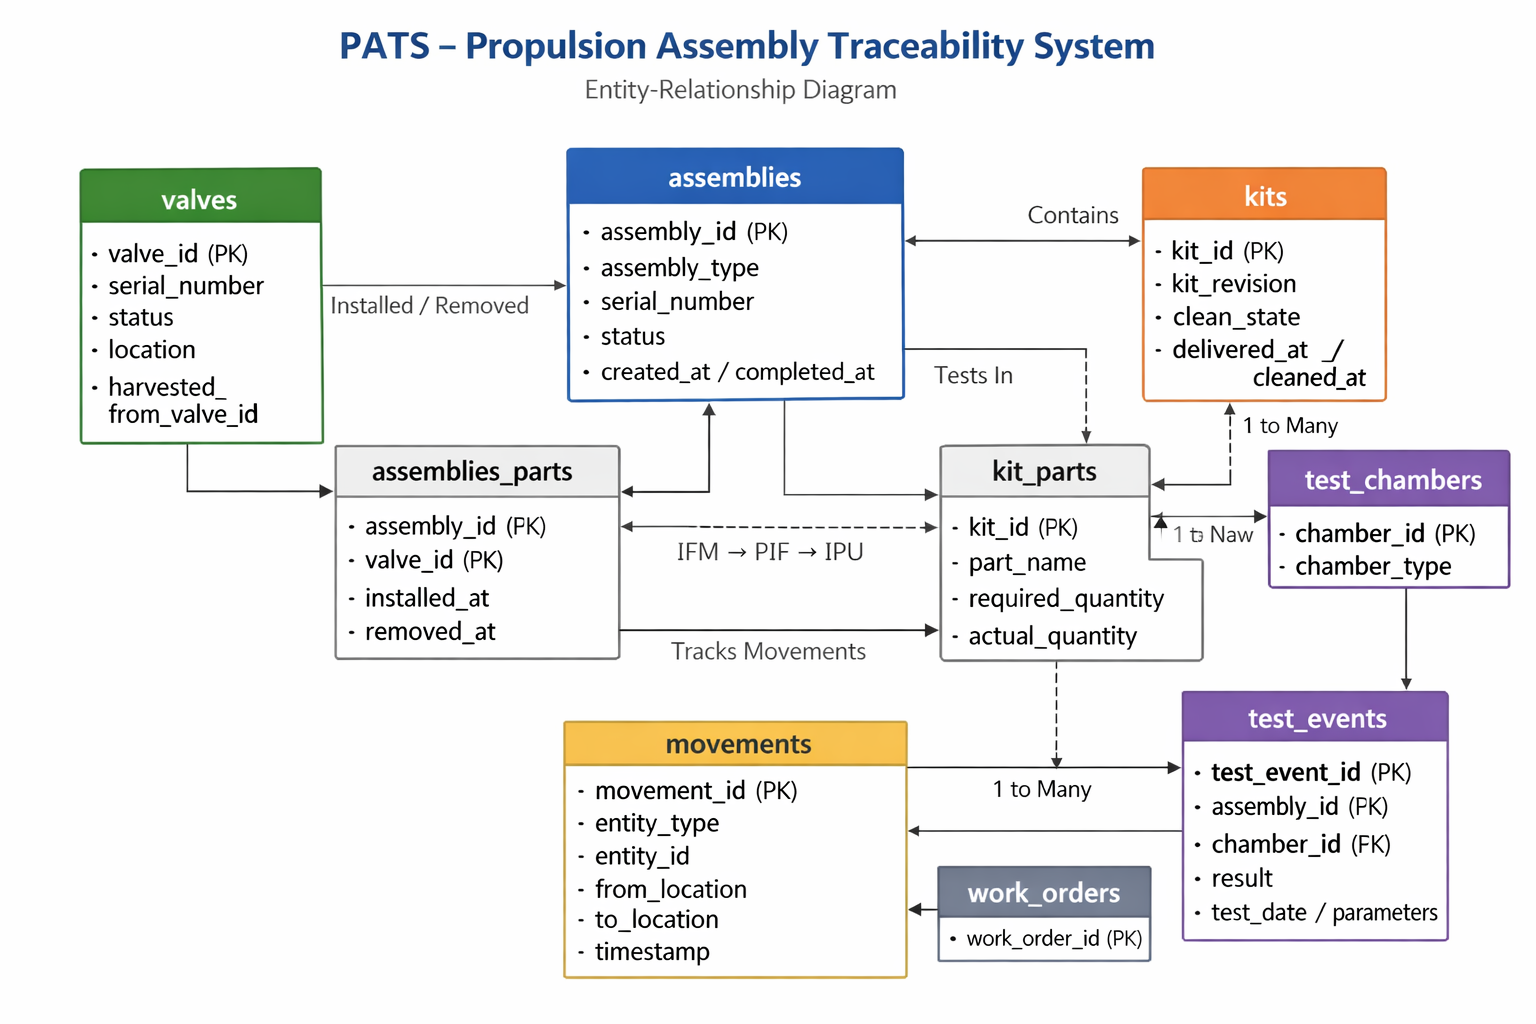 PATS – Propulsion Assembly Traceability System
Entity-Relationship Diagram
valves
· valve_id (PK)
· serial_number
· status
· location
· harvested_
from_valve_id
Installed / Removed
assemblies
· assembly_id (PK)
· assembly_type
· serial_number
· status
· created_at / completed_at
Contains
kits
· kit_id (PK)
· kit_revision
· clean_state
· delivered_at _/
cleaned_at
Tests In
1 to Many
assemblies_parts
· assembly_id (PK)
· valve_id (PK)
· installed_at
· removed_at
IFM → PIF → IPU
Tracks Movements
kit_parts
· kit_id (PK)
- part_name
- required_quantity
· actual_quantity
1 to Naw
test_chambers
· chamber_id (PK)
- chamber_type
movements
- movement_id (PK)
· entity_type
- entity_id
- from_location
- to_location
- timestamp
1 to Many
work_orders
· work_order_id (PK)
test_events
· test_event_id (PK)
· assembly_id (PK)
· chamber_id (FK)
· result
· test_date / parameters